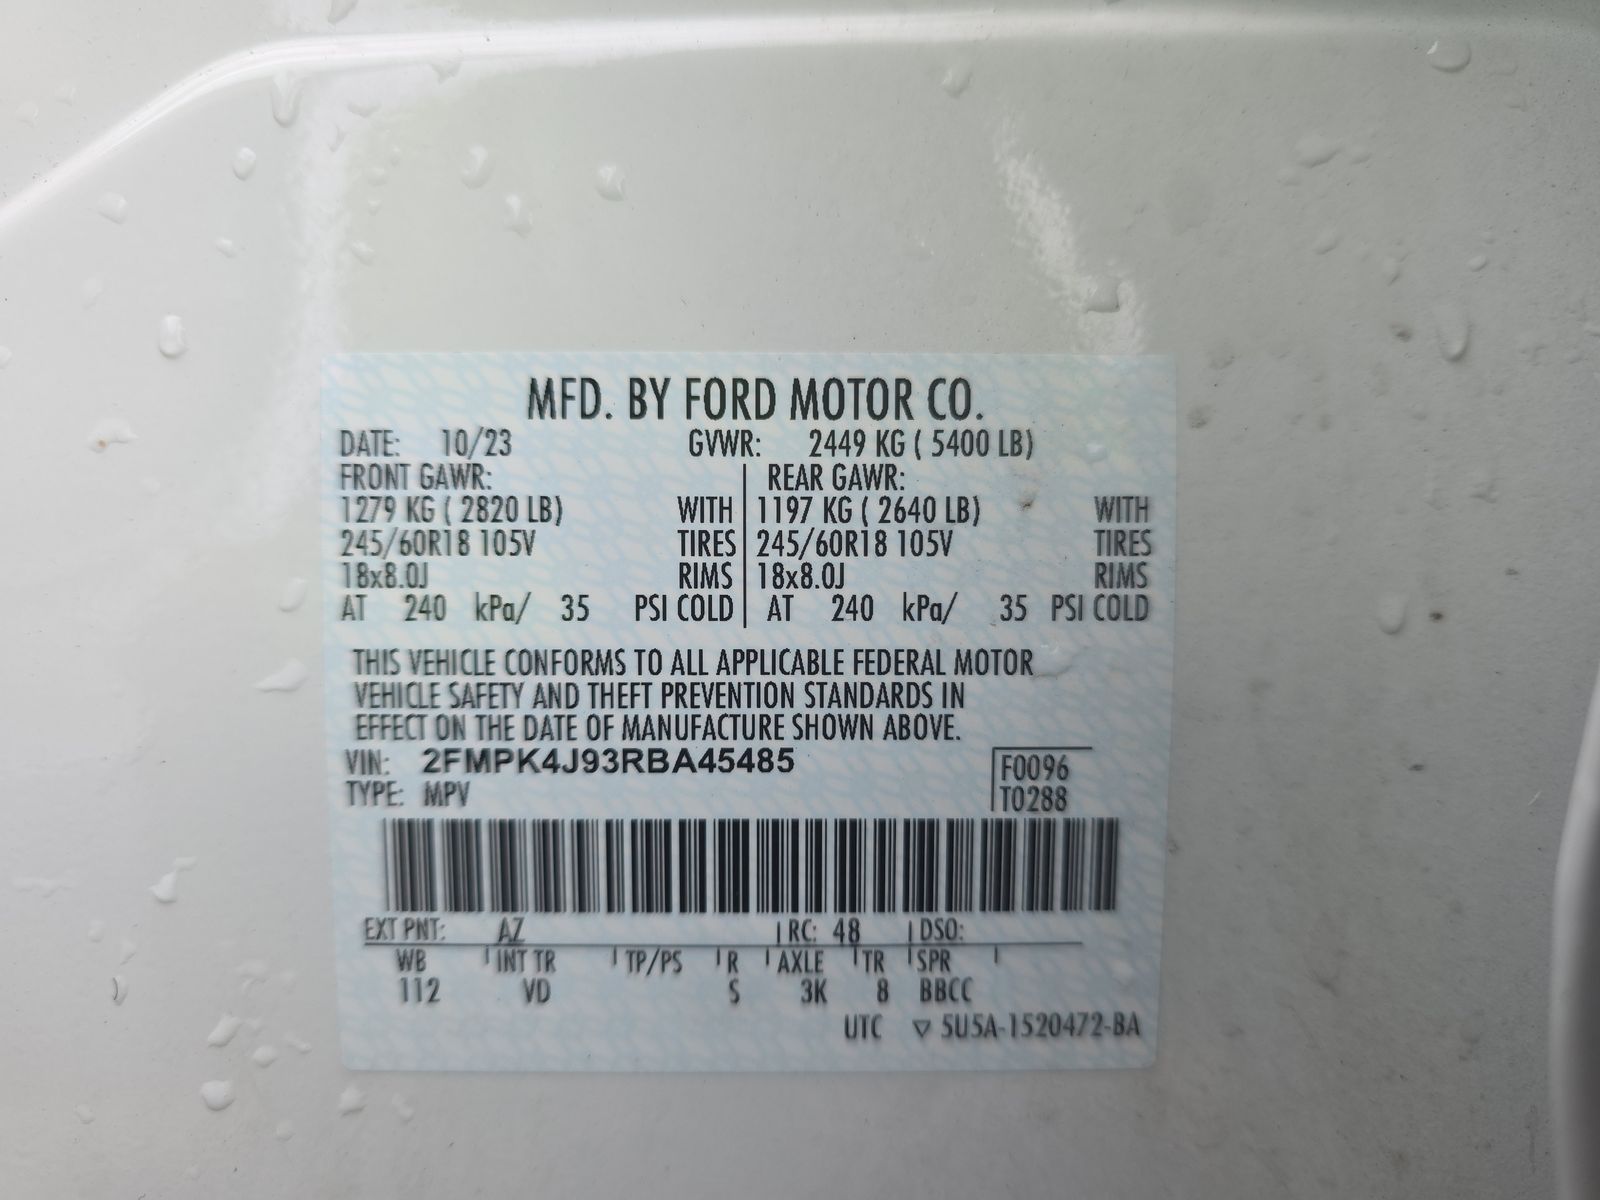 MFD. BY FORD MOTOR CO.
DATE: 10/23 GVWR: 2449 KG ( 5400 LB)
FRONT GAWR: REAR GAWR:
1279 KG ( 2820 LB) WITH 1197 KG ( 2640 LB) WITH
245/60R18 105V TIRES 245/60R18 105V TIRES
18x8.0J RIMS 18x8.0J RIMS
AT 240 kPa/ 35 PSI COLD AT 240 kPa/ 35 PSI COLD
THIS VEHICLE CONFORMS TO ALL APPLICABLE FEDERAL MOTOR
VEHICLE SAFETY AND THEFT PREVENTION STANDARDS IN
EFFECT ON THE DATE OF MANUFACTURE SHOWN ABOVE.
VIN: 2FMPK4J93RBA45485 F0096
TYPE: MPV T0288
EXT PNT: AZ RC: 48 DSO:
WB INT TR TP/PS R AXLE TR SPR
112 VD S 3K 8 BBCC
UTC ▽ 5U5A-1520472-BA